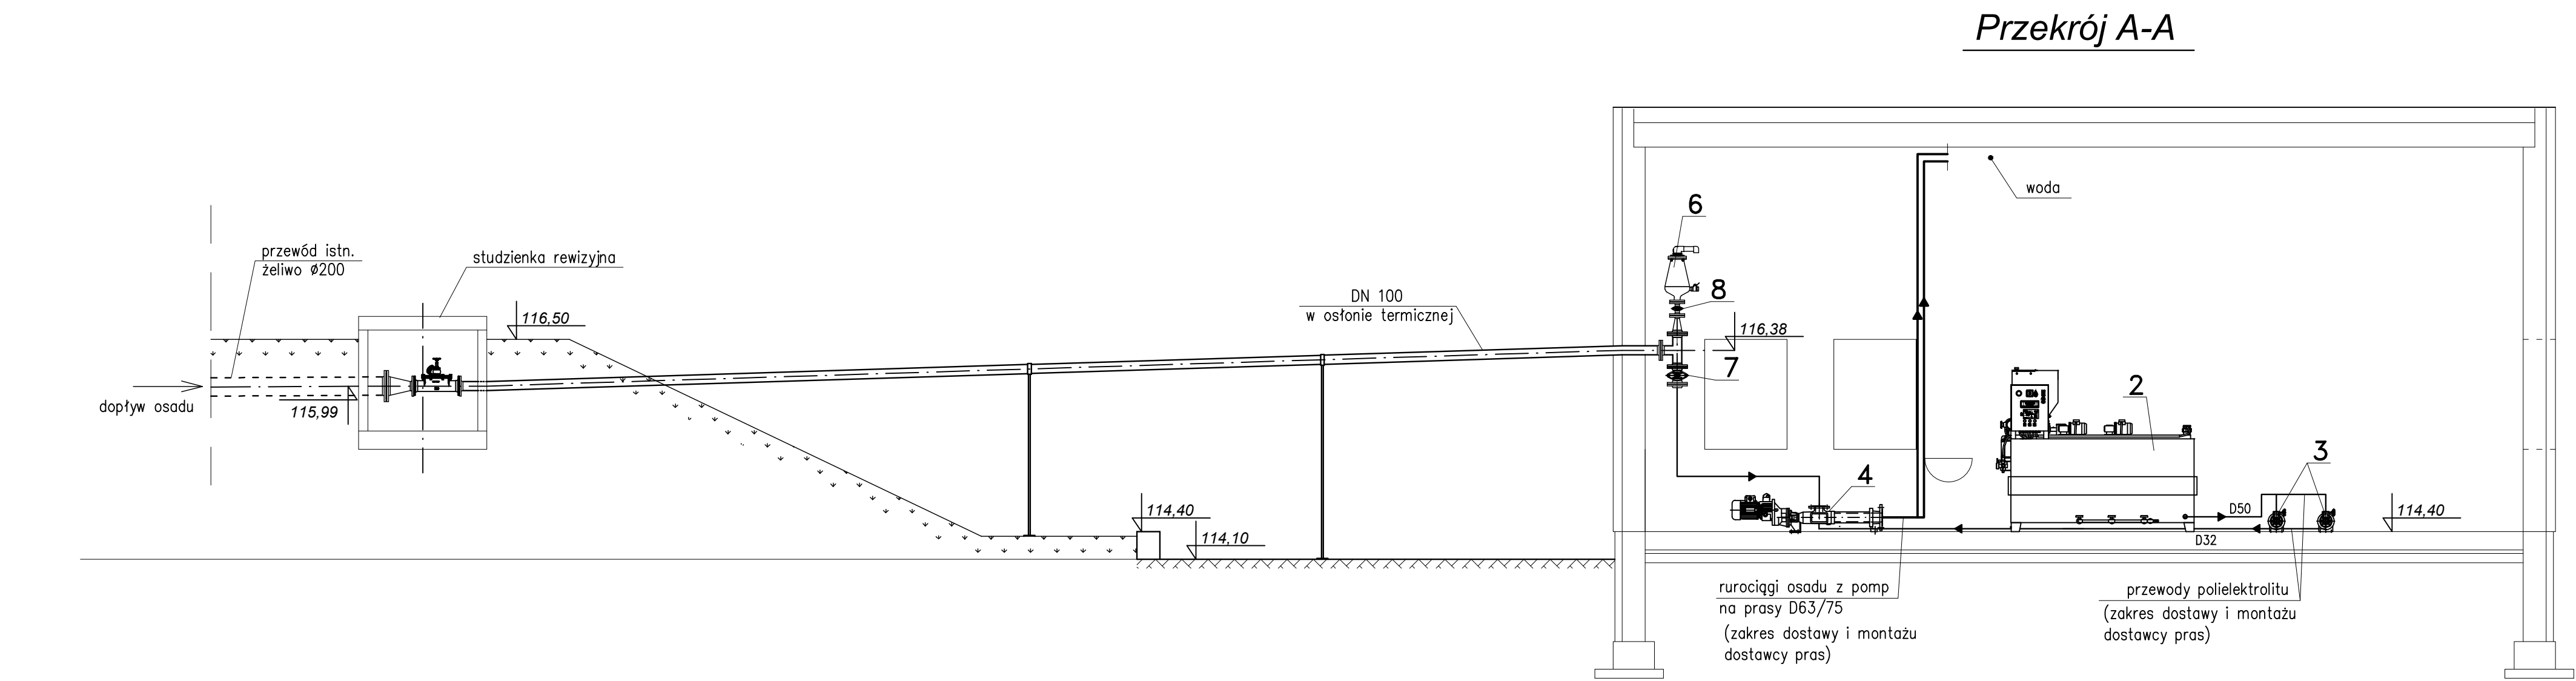 Przekrój A-A
woda
6
przewód istn.
żeliwo Ø200
studzienka rewizyjna
8
DN 100
w osłonie termicznej
116,50
116,38
7
dopływ osadu
115,99
2
3
4
114,40
D50
114,40
114,10
D32
rurociągi osadu z pomp
na prasy D63/75
(zakres dostawy i montażu
dostawcy pras)
przewody polielektrolitu
(zakres dostawy i montażu
dostawcy pras)